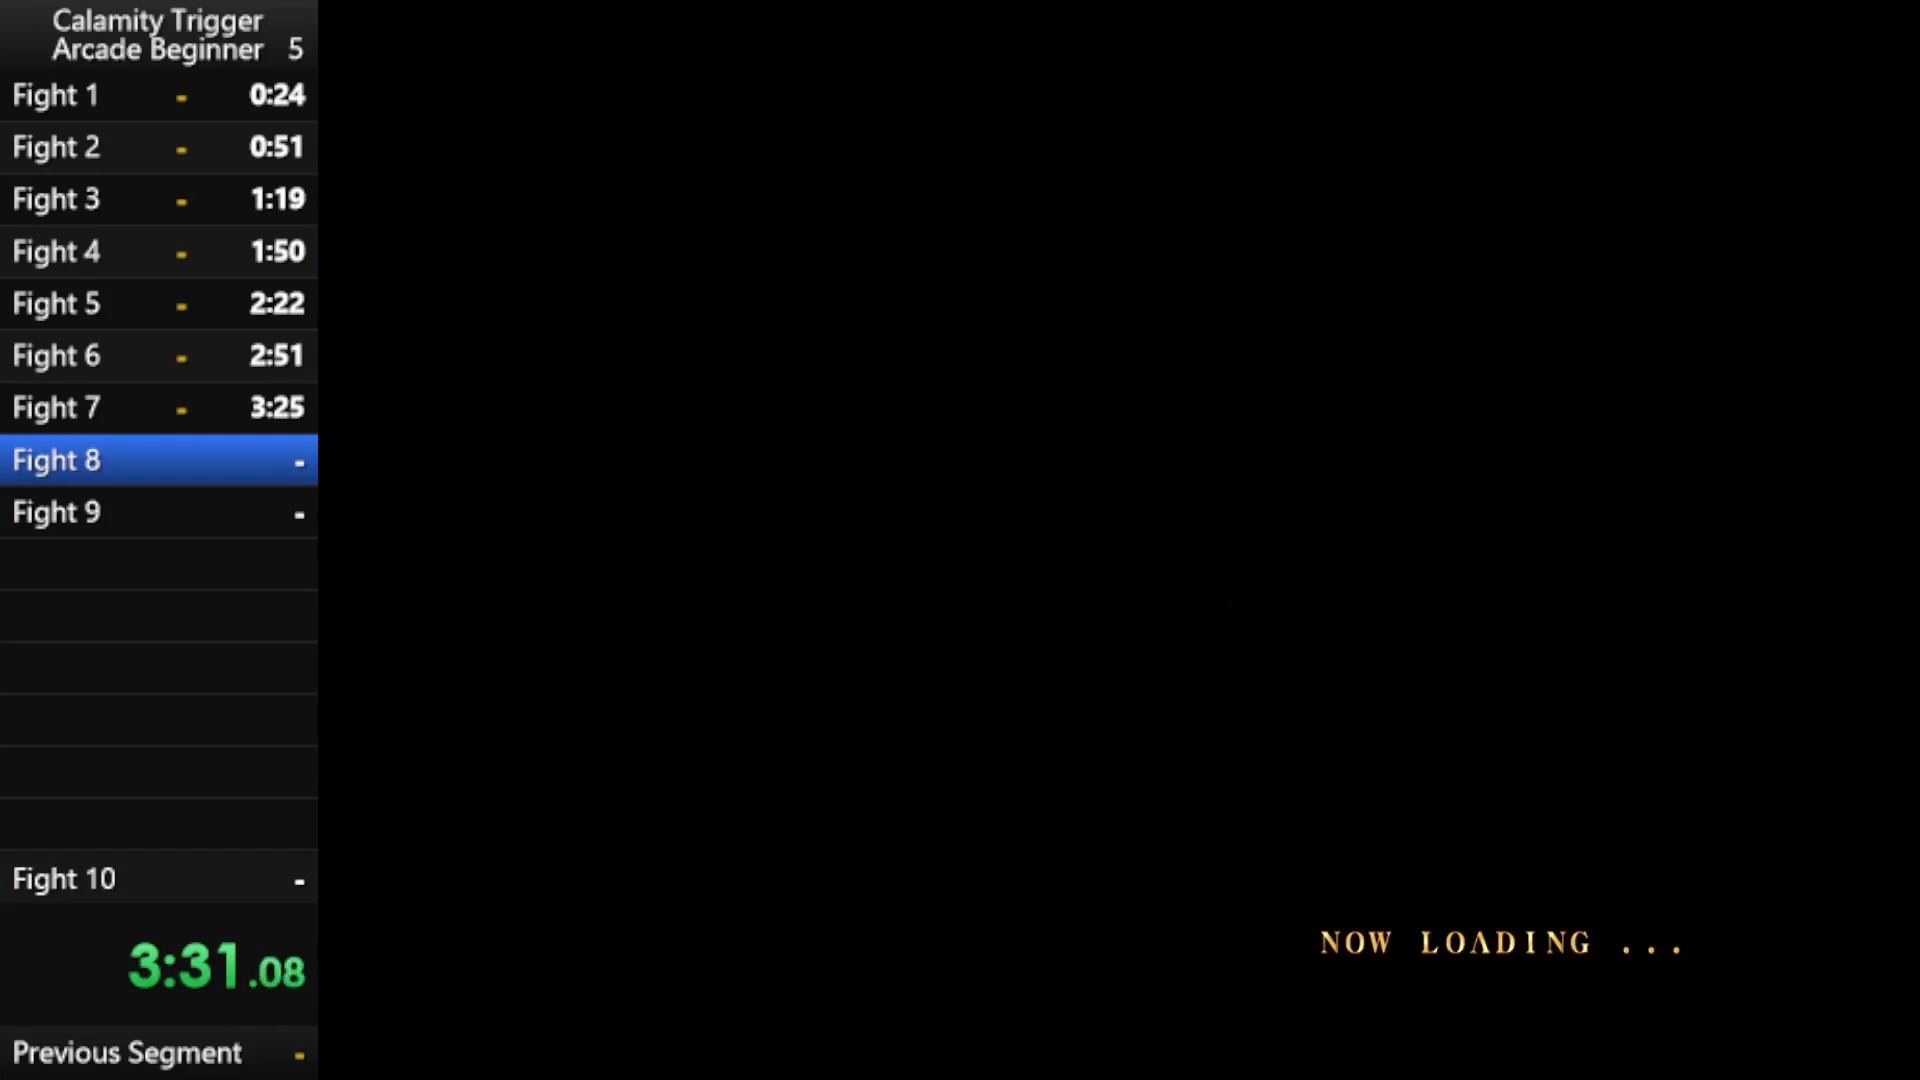 Calamity Trigger
Arcade Beginner 5
Fight 1 - 0:24
Fight 2 - 0:51
Fight 3 - 1:19
Fight 4 - 1:50
Fight 5 - 2:22
Fight 6 - 2:51
Fight 7 - 3:25
Fight 8 -
Fight 9 -
Fight 10 -
NOW LOADING ...
3:31.08
Previous Segment -